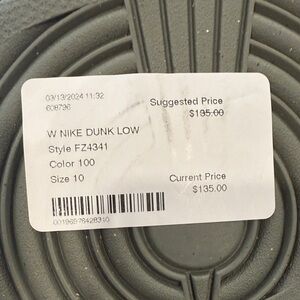 03/13/2024 11:32
608796
Suggested Price
$135.00
W NIKE DUNK LOW
Style FZ4341
Color 100
Size 10
Current Price
$135.00